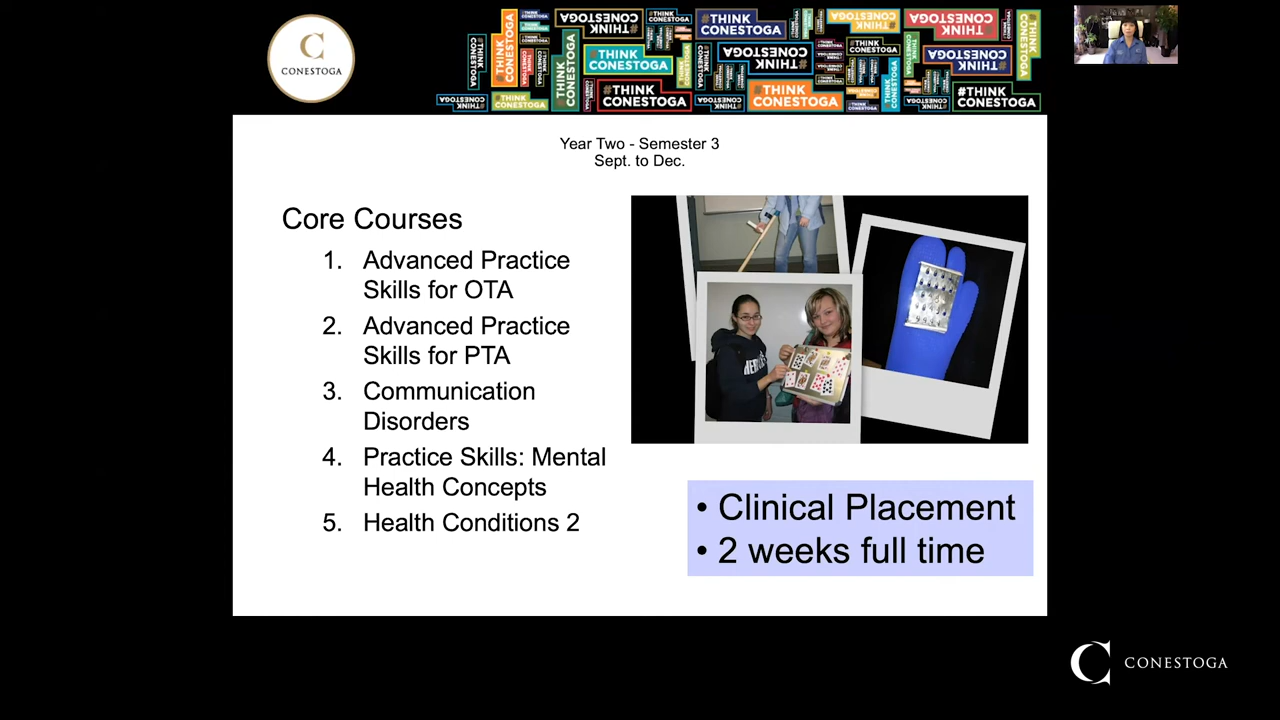 C
CONESTOGA
#THINK CONESTOGA
Year Two - Semester 3
Sept. to Dec.
Core Courses
1. Advanced Practice
Skills for OTA
2. Advanced Practice
Skills for PTA
3. Communication
Disorders
4. Practice Skills: Mental
Health Concepts
5. Health Conditions 2
• Clinical Placement
• 2 weeks full time
C CONESTOGA